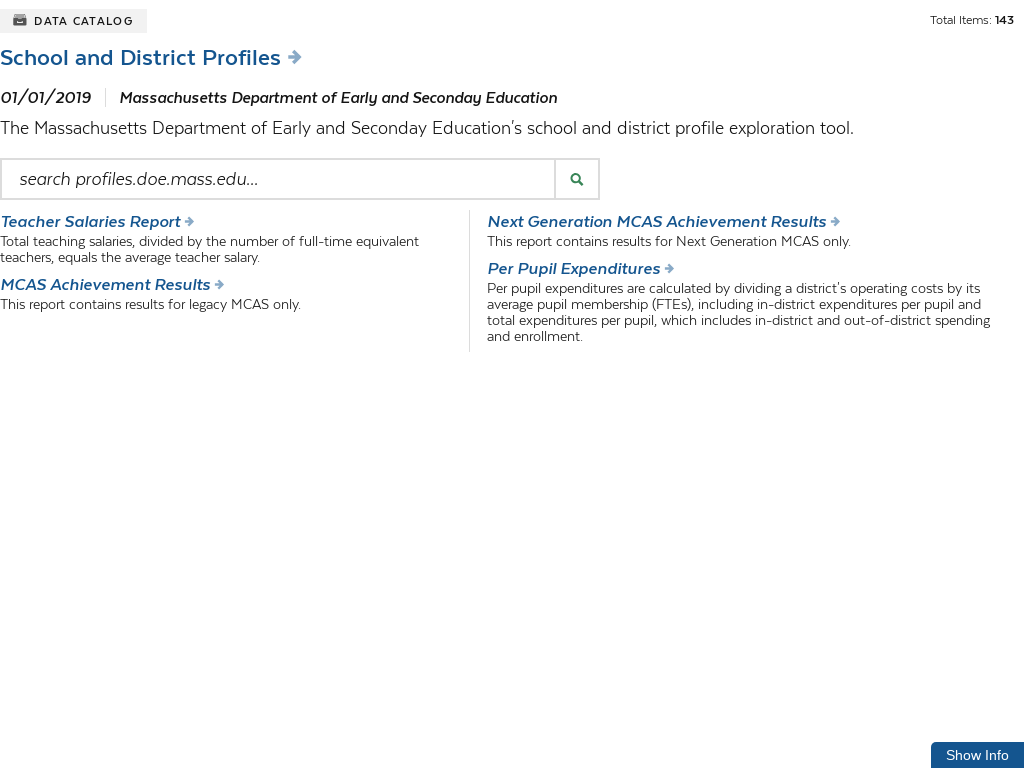 DATA CATALOG
Total Items: 143
School and District Profiles
01/01/2019
Massachusetts Department of Early and Seconday Education
The Massachusetts Department of Early and Seconday Education's school and district profile exploration tool.
search profiles.doe.mass.edu...
Teacher Salaries Report
Total teaching salaries, divided by the number of full-time equivalent
teachers, equals the average teacher salary.
MCAS Achievement Results
This report contains results for legacy MCAS only.
Next Generation MCAS Achievement Results
This report contains results for Next Generation MCAS only.
Per Pupil Expenditures
Per pupil expenditures are calculated by dividing a district's operating costs by its
average pupil membership (FTEs), including in-district expenditures per pupil and
total expenditures per pupil, which includes in-district and out-of-district spending
and enrollment.
Show Info